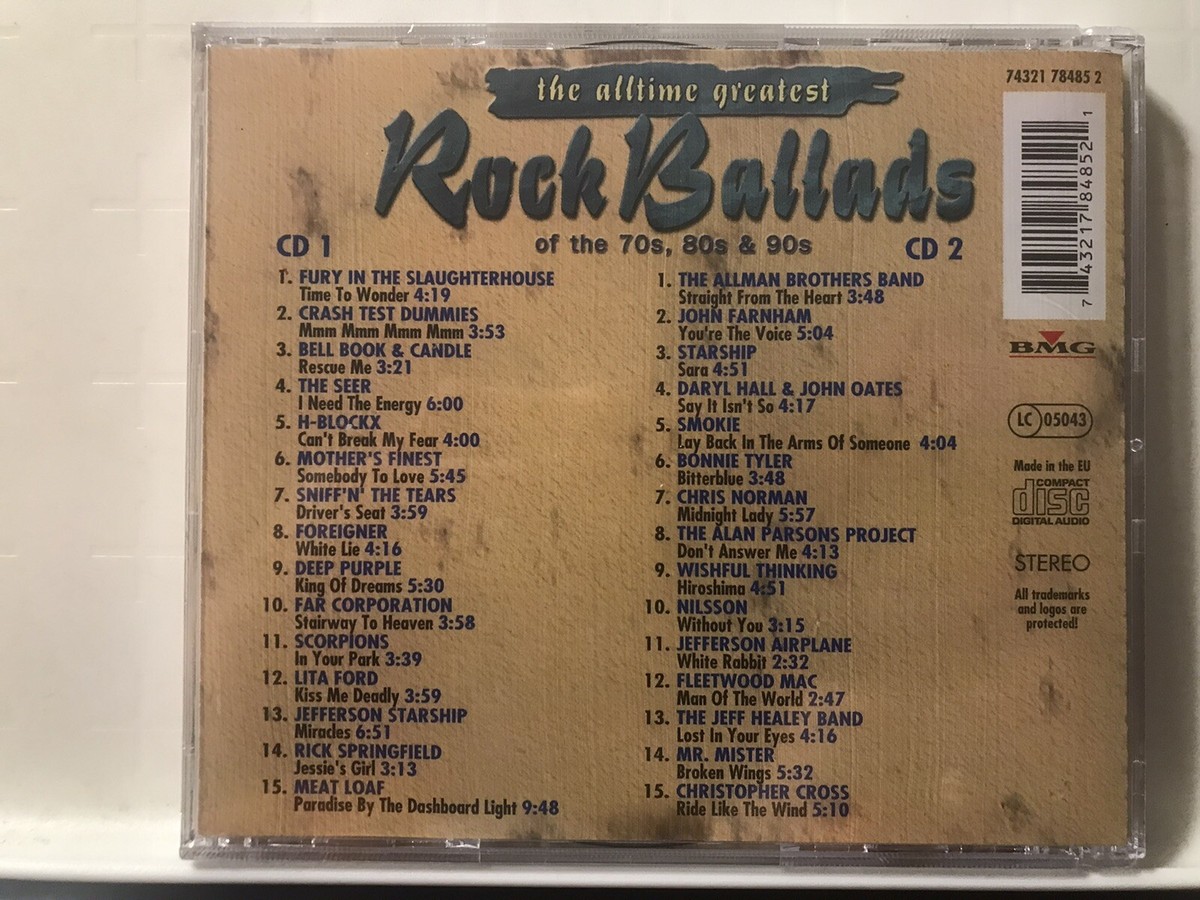 the alltime greatest
Rock Ballads
of the 70s, 80s & 90s
CD 1
1. FURY IN THE SLAUGHTERHOUSE
Time To Wonder 4:19
2. CRASH TEST DUMMIES
Mmm Mmm Mmm Mmm 3:53
3. BELL BOOK & CANDLE
Rescue Me 3:21
4. THE SEER
I Need The Energy 6:00
5. H-BLOCKX
Can't Break My Fear 4:00
6. MOTHER'S FINEST
Somebody To Love 5:45
7. SNIFF'N' THE TEARS
Driver's Seat 3:59
8. FOREIGNER
White Lie 4:16
9. DEEP PURPLE
King Of Dreams 5:30
10. FAR CORPORATION
Stairway To Heaven 3:58
11. SCORPIONS
In Your Park 3:39
12. LITA FORD
Kiss Me Deadly 3:59
13. JEFFERSON STARSHIP
Miracles 6:51
14. RICK SPRINGFIELD
Jessie's Girl 3:13
15. MEAT LOAF
Paradise By The Dashboard Light 9:48
CD 2
1. THE ALLMAN BROTHERS BAND
Straight From The Heart 3:48
2. JOHN FARNHAM
You're The Voice 5:04
3. STARSHIP
Sara 4:51
4. DARYL HALL & JOHN OATES
Say It Isn't So 4:17
5. SMOKIE
Lay Back In The Arms Of Someone 4:04
6. BONNIE TYLER
Bitterblue 3:48
7. CHRIS NORMAN
Midnight Lady 5:57
8. THE ALAN PARSONS PROJECT
Don't Answer Me 4:13
9. WISHFUL THINKING
Hiroshima 4:51
10. NILSSON
Without You 3:15
11. JEFFERSON AIRPLANE
White Rabbit 2:32
12. FLEETWOOD MAC
Man Of The World 2:47
13. THE JEFF HEALEY BAND
Lost In Your Eyes 4:16
14. MR. MISTER
Broken Wings 5:32
15. CHRISTOPHER CROSS
Ride Like The Wind 5:10
74321 78485 2
7 43217 84852 1
BMG
LC 05043
Made in the EU
COMPACT
disc
DIGITAL AUDIO
STEREO
All trademarks
and logos are
protected!